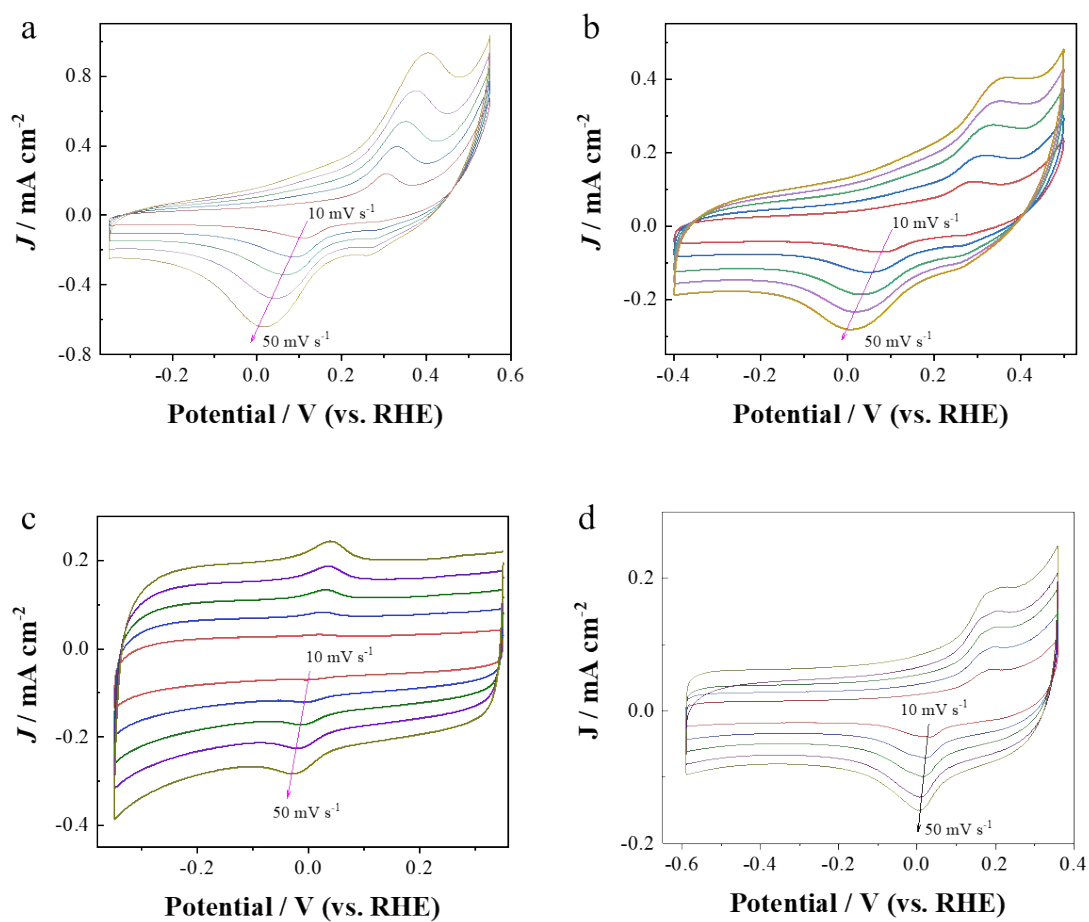 a
J / mA cm-2
0.8
0.4
0.0
-0.4
-0.8
10 mV s-1
50 mV s-1
-0.2 0.0 0.2 0.4 0.6
Potential / V (vs. RHE)
b
J / mA cm-2
0.4
0.2
0.0
-0.2
10 mV s-1
50 mV s-1
-0.4 -0.2 0.0 0.2 0.4
Potential / V (vs. RHE)
c
J / mA cm-2
0.2
0.0
-0.2
-0.4
10 mV s-1
50 mV s-1
-0.2 0.0 0.2
Potential / V (vs. RHE)
d
J / mA cm-2
0.2
0.0
-0.2
10 mV s-1
50 mV s-1
-0.6 -0.4 -0.2 0.0 0.2 0.4
Potential / V (vs. RHE)